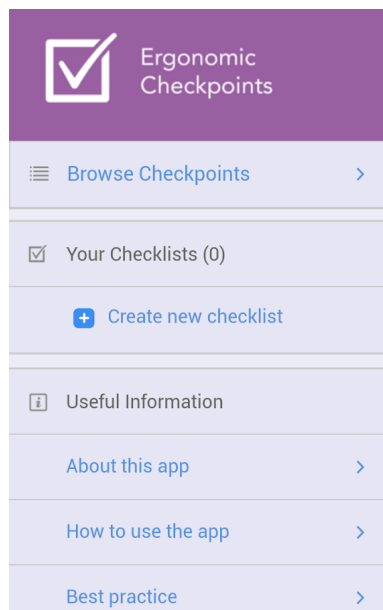 Ergonomic
Checkpoints
Browse Checkpoints
Your Checklists (0)
Create new checklist
Useful Information
About this app
How to use the app
Best practice